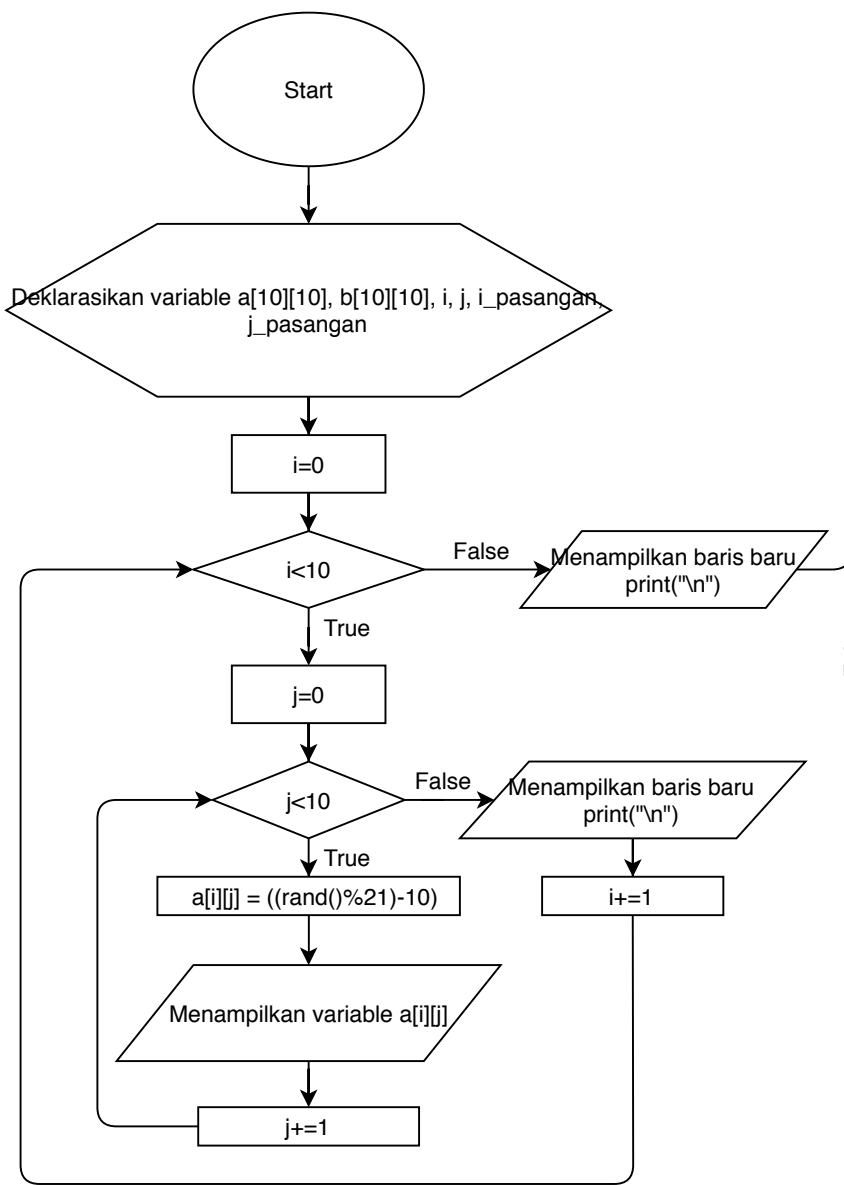 Start
Deklarasikan variable a[10][10], b[10][10], i, j, i_pasangan,
j_pasangan
i=0
i<10
False
Menampilkan baris baru
print("\n")
True
j=0
j<10
False
Menampilkan baris baru
print("\n")
True
a[i][j] = ((rand()%21)-10)
i+=1
Menampilkan variable a[i][j]
j+=1